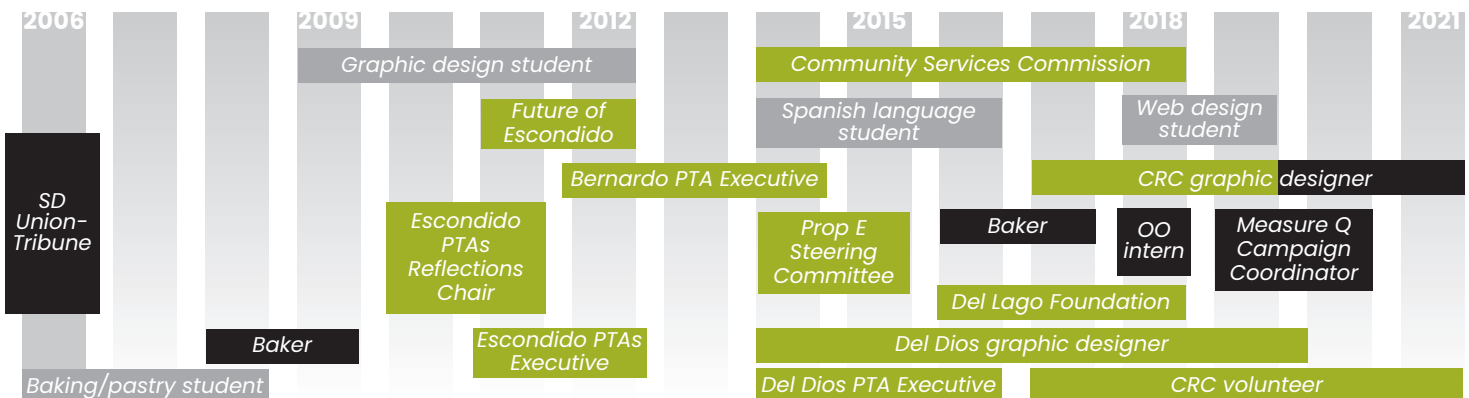 2006 2009 2012 2015 2018 2021
Graphic design student
Community Services Commission
Future of
Escondido
Spanish language
student
Web design
student
SD
Union-
Tribune
Bernardo PTA Executive
CRC graphic designer
Escondido
PTAs
Reflections
Chair
Prop E
Steering
Committee
Baker
OO
intern
Measure Q
Campaign
Coordinator
Del Lago Foundation
Baker
Escondido PTAs
Executive
Del Dios graphic designer
Baking/pastry student
Del Dios PTA Executive
CRC volunteer